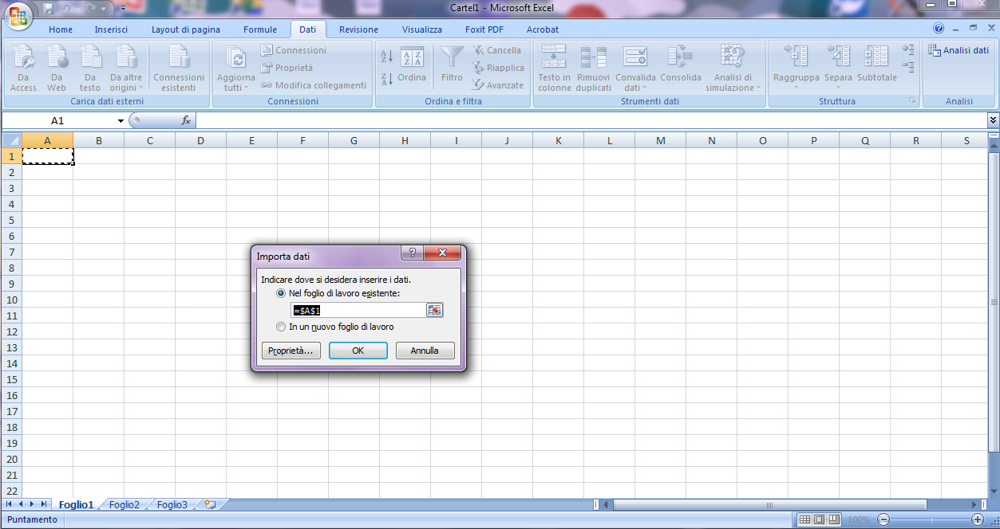 Cartel1 - Microsoft Excel
Home Inserisci Layout di pagina Formule Dati Revisione Visualizza Foxit PDF Acrobat
Da Access
Da Web
Da testo
Da altre origini
Connessioni esistenti
Carica dati esterni
Aggiorna tutti
Connessioni
Proprietà
Modifica collegamenti
Connessioni
Ordina
Filtro
Cancella
Riapplica
Avanzate
Ordina e filtra
Testo in colonne
Rimuovi duplicati
Convalida dati
Consolida
Analisi di simulazione
Strumenti dati
Raggruppa
Separa
Subtotale
Struttura
Analisi dati
Analisi
A1 fx
A B C D E F G H I J K L M N O P Q R S
1
2
3
4
5
6
7
8
9
10
11
12
13
14
15
16
17
18
19
20
21
22
Importa dati
Indicare dove si desidera inserire i dati.
Nel foglio di lavoro esistente:
=$A$1
In un nuovo foglio di lavoro
Proprietà... OK Annulla
Foglio1 Foglio2 Foglio3
Puntamento 100%